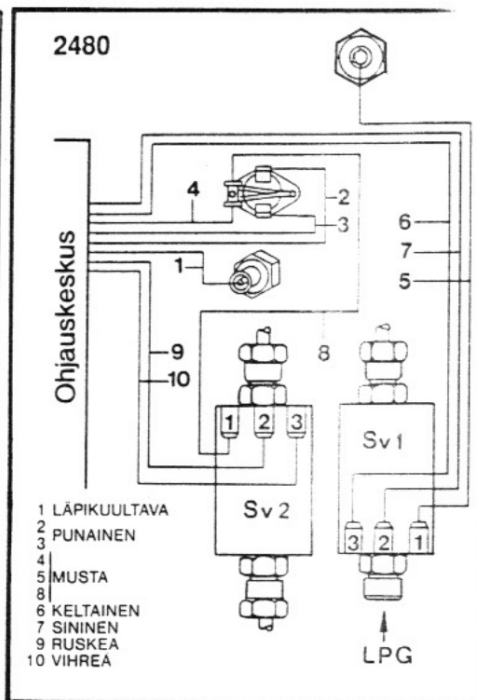 2480
4
2
3
1
6
7
5
9
10
8
Ohjauskeskus
1 2 3
Sv 2
Sv 1
3 2 1
LPG
1 LÄPIKUULTAVA
2
3 PUNAINEN
4
5 MUSTA
8
6 KELTAINEN
7 SININEN
9 RUSKEA
10 VIHREA